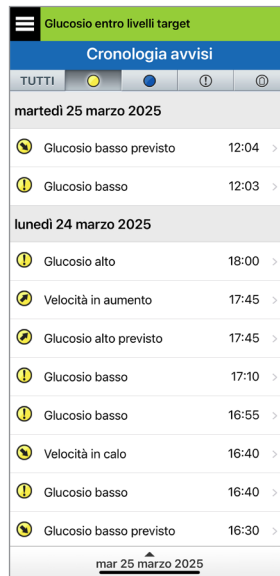 Glucosio entro livelli target
Cronologia avvisi
TUTTI
martedì 25 marzo 2025
Glucosio basso previsto 12:04
Glucosio basso 12:03
lunedì 24 marzo 2025
Glucosio alto 18:00
Velocità in aumento 17:45
Glucosio alto previsto 17:45
Glucosio basso 17:10
Glucosio basso 16:55
Velocità in calo 16:40
Glucosio basso 16:40
Glucosio basso previsto 16:30
mar 25 marzo 2025